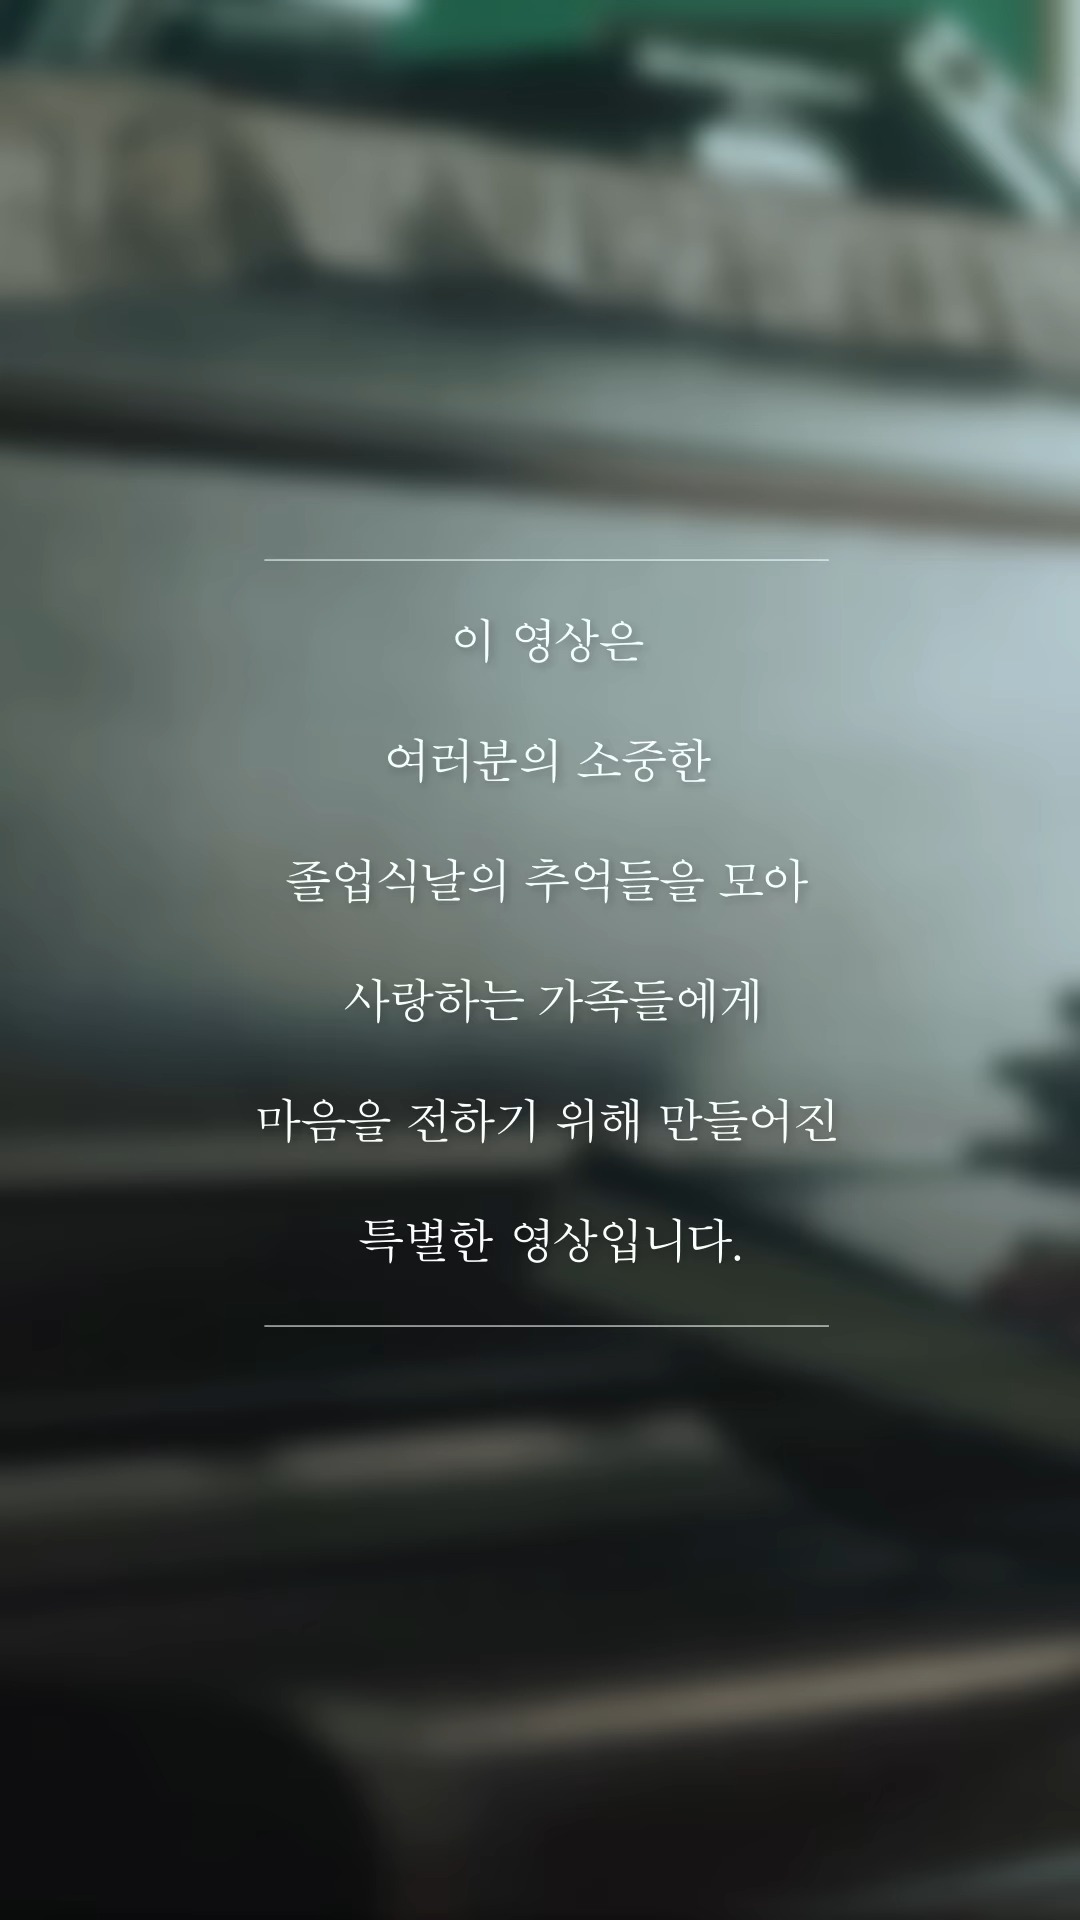 이 영상은
여러분의 소중한
졸업식날의 추억들을 모아
사랑하는 가족들에게
마음을 전하기 위해 만들어진
특별한 영상입니다.